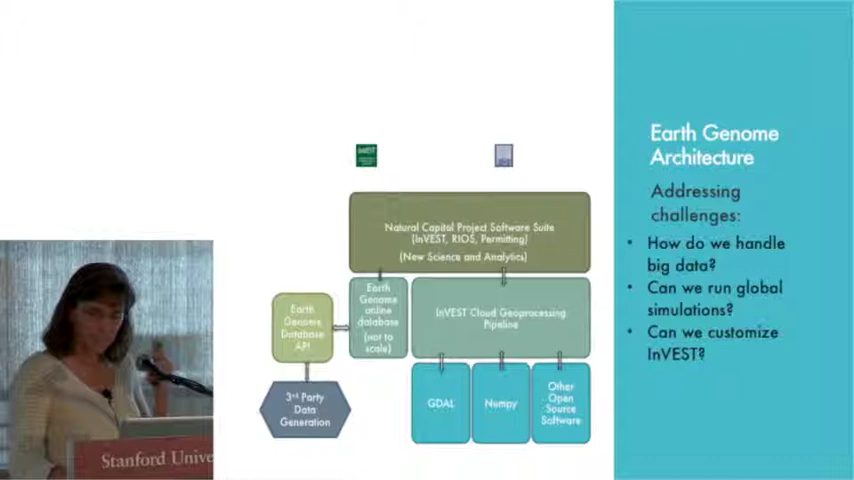 Earth Genome
Architecture
Addressing
challenges:
• How do we handle
big data?
• Can we run global
simulations?
• Can we customize
InVEST?
Natural Capital Project Software Suite
(InVEST, RIOS, Permitting)
(New Science and Analytics)
Earth
Genome
Database
API
Earth
Genome
online
database
(not to
scale)
InVEST Cloud Geoprocessing
Pipeline
3rd Party
Data
Generation
GDAL
Numpy
Other
Open
Source
Software
Stanford Unive